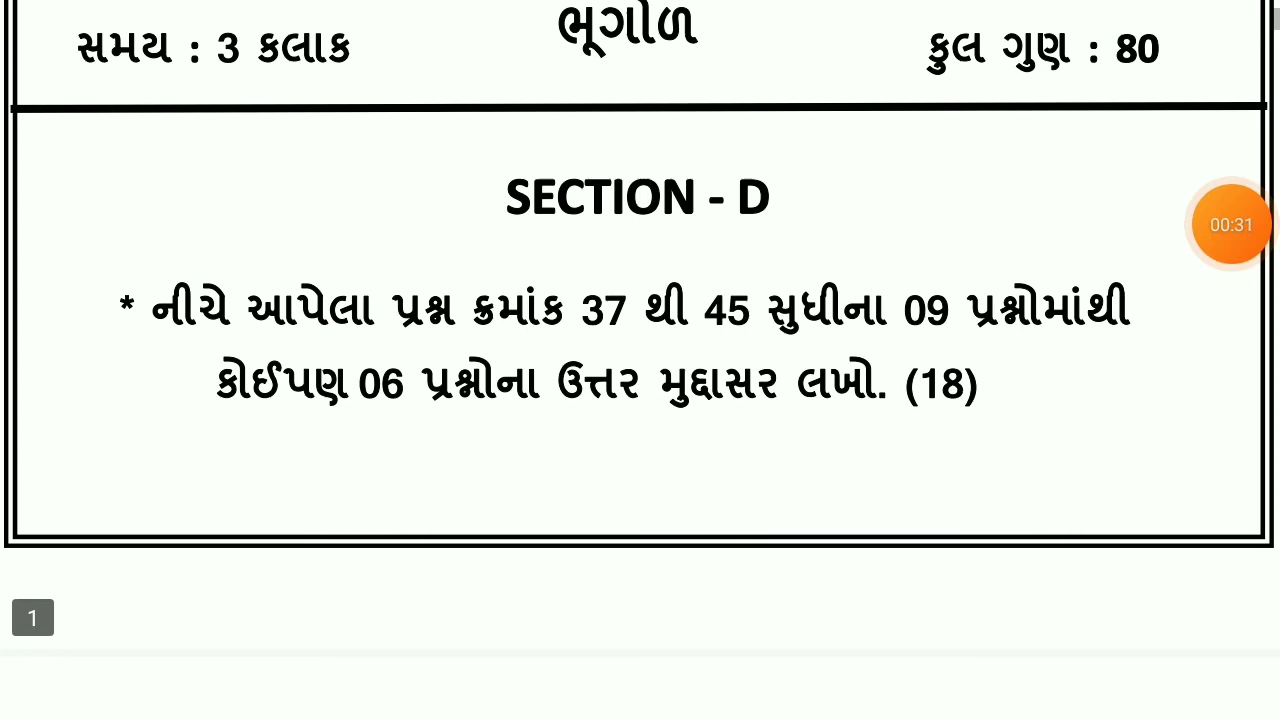 ભૂગોળ
સમય : 3 કલાક
કુલ ગુણ : 80
SECTION - D
00:31
* નીચે આપેલા પ્રશ્ન ક્રમાંક 37 થી 45 સુધીના 09 પ્રશ્નોમાંથી
કોઈપણ 06 પ્રશ્નોના ઉત્તર મુદ્દાસર લખો. (18)
1